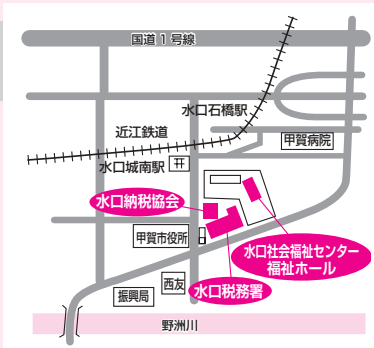 国道1号線
水口石橋駅
近江鉄道
甲賀病院
水口城南駅
水口納税協会
甲賀市役所
水口社会福祉センター
福祉ホール
西友
水口税務署
振興局
野洲川